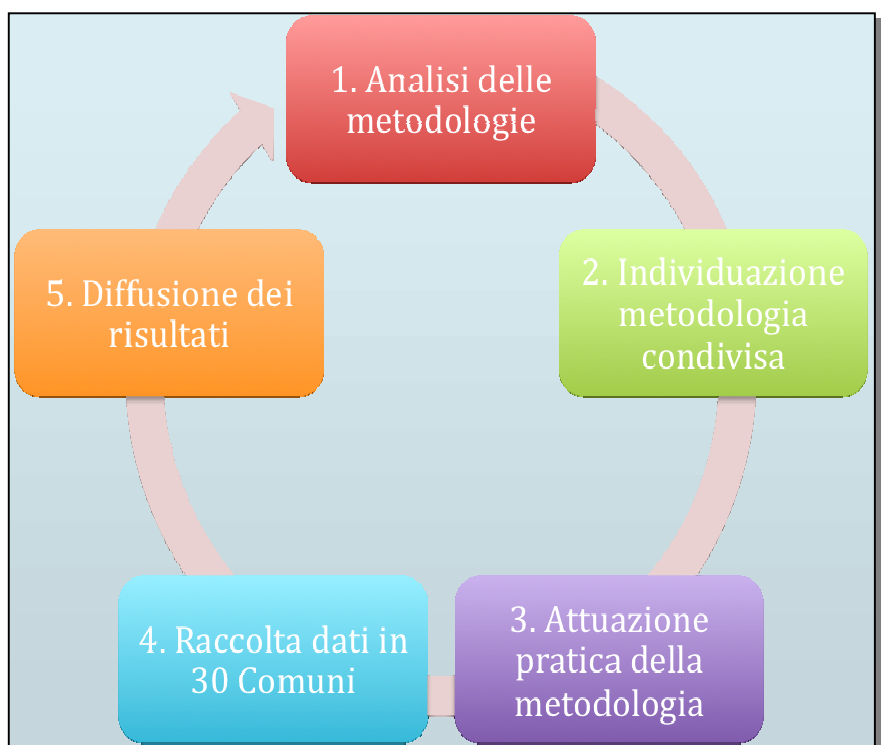 1. Analisi delle
metodologie
2. Individuazione
metodologia
condivisa
3. Attuazione
pratica della
metodologia
4. Raccolta dati in
30 Comuni
5. Diffusione dei
risultati